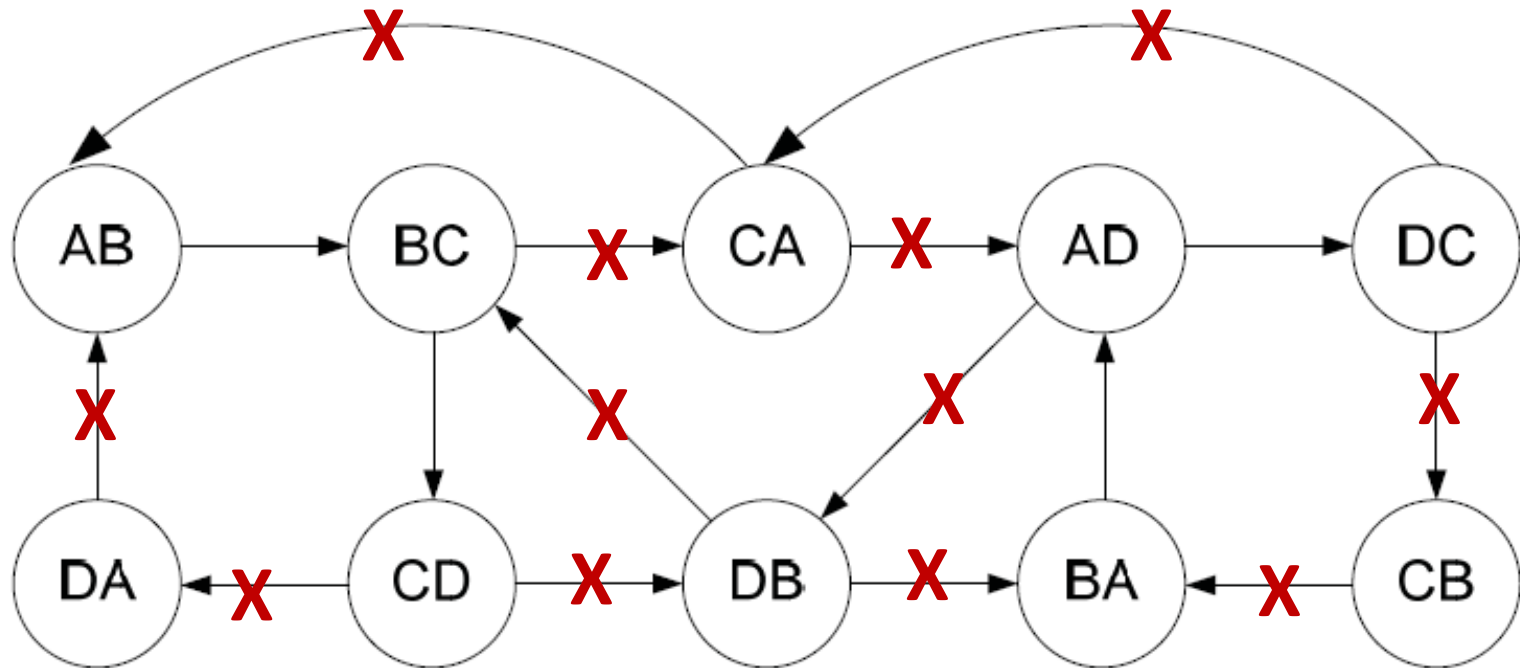 X X
AB BC X CA X AD DC
X X X X
DA X CD X DB X BA X CB